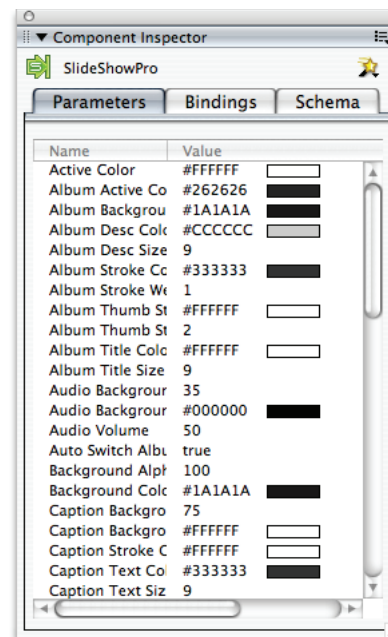 Component Inspector
SlideShowPro
Parameters Bindings Schema
Name Value
Active Color #FFFFFF
Album Active Co #262626
Album Backgrou #1A1A1A
Album Desc Colc #CCCCCC
Album Desc Size 9
Album Stroke Co #333333
Album Stroke We 1
Album Thumb St #FFFFFF
Album Thumb St 2
Album Title Colo #FFFFFF
Album Title Size 9
Audio Backgrour 35
Audio Backgrour #000000
Audio Volume 50
Auto Switch Albu true
Background Alph 100
Background Colc #1A1A1A
Caption Backgro 75
Caption Backgro #FFFFFF
Caption Stroke C #FFFFFF
Caption Text Col #333333
Caption Text Siz 9